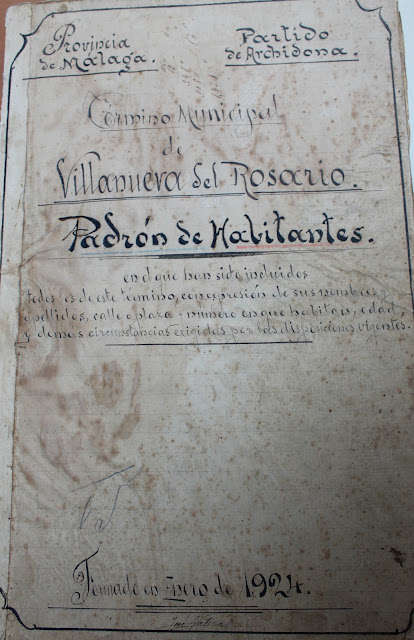 Provincia
de Málaga.
Partido
de Archidona.
Término Municipal
de
Villanueva del Rosario.
Padrón de Habitantes.
en el que han sido incluidos
todos los de este término, con expresión de sus nombres
apellidos, calle o plaza y número en que habitan, edad,
y demás circunstancias exigidas por las disposiciones vigentes.
Formado en Enero de 1924.